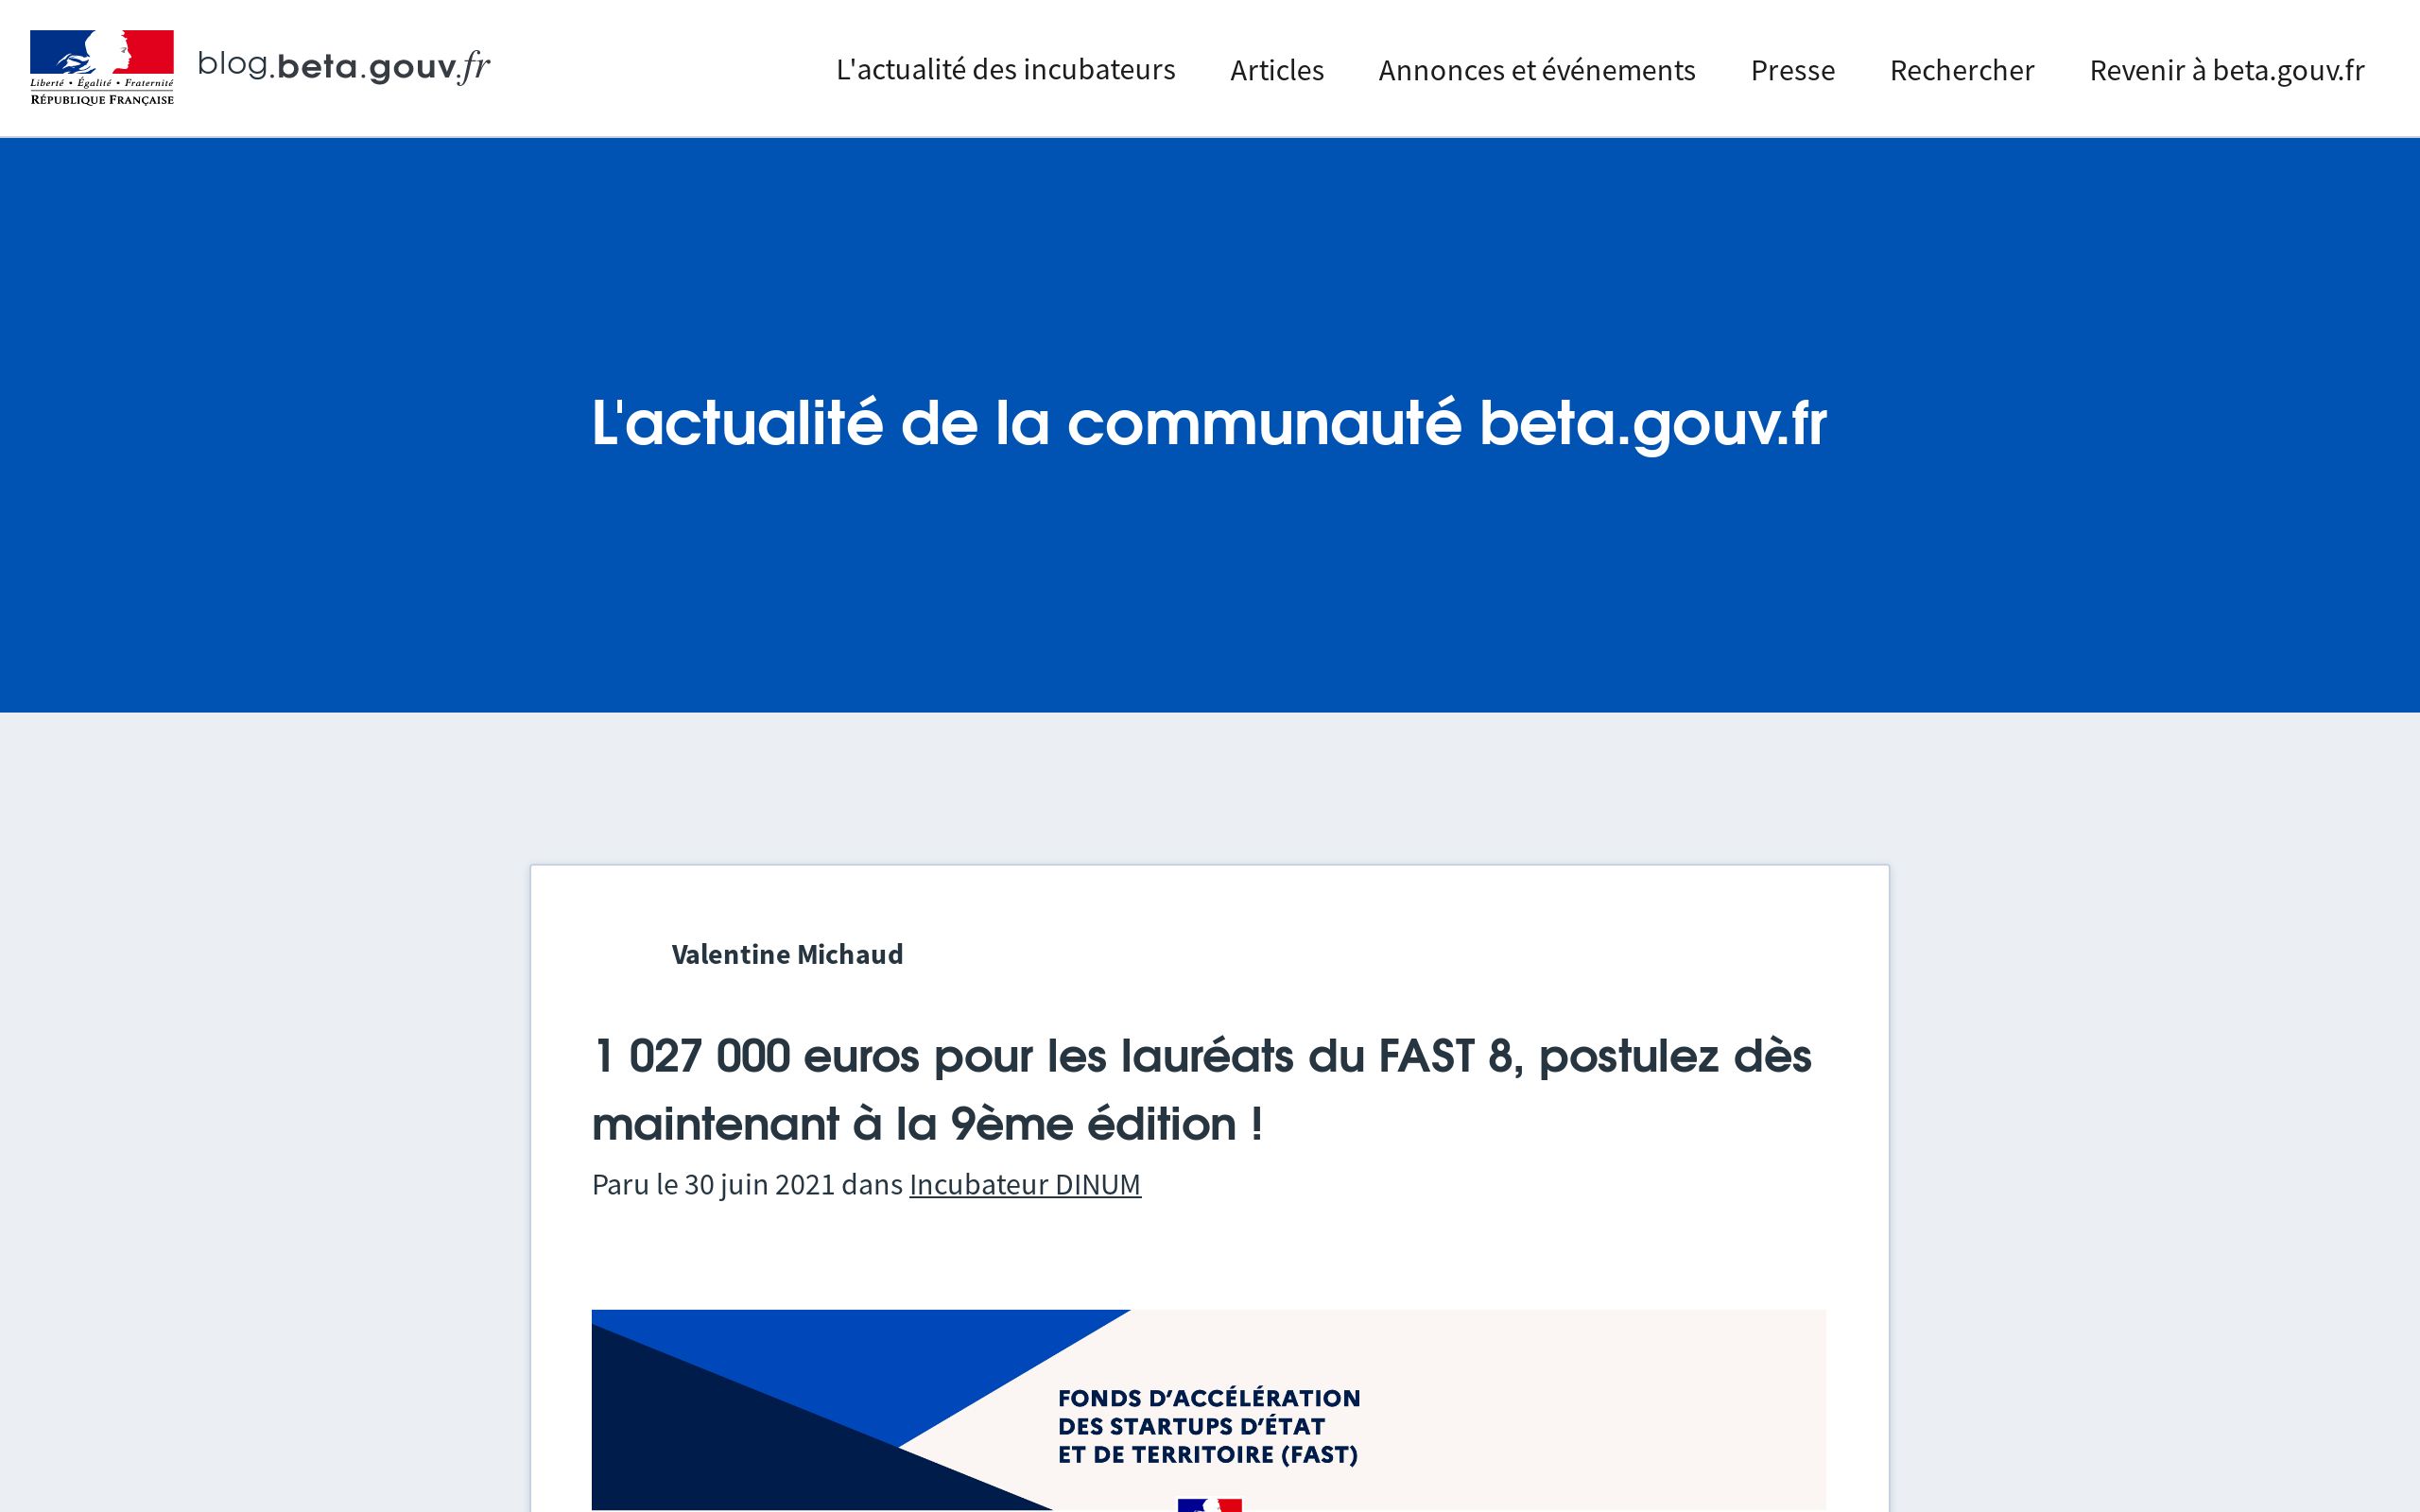 Liberté • Égalité • Fraternité
RÉPUBLIQUE FRANÇAISE
blog.beta.gouv.fr
L'actualité des incubateurs
Articles
Annonces et événements
Presse
Rechercher
Revenir à beta.gouv.fr
L'actualité de la communauté beta.gouv.fr
Valentine Michaud
1 027 000 euros pour les lauréats du FAST 8, postulez dès
maintenant à la 9ème édition !
Paru le 30 juin 2021 dans Incubateur DINUM
FONDS D'ACCÉLÉRATION
DES STARTUPS D'ÉTAT
ET DE TERRITOIRE (FAST)